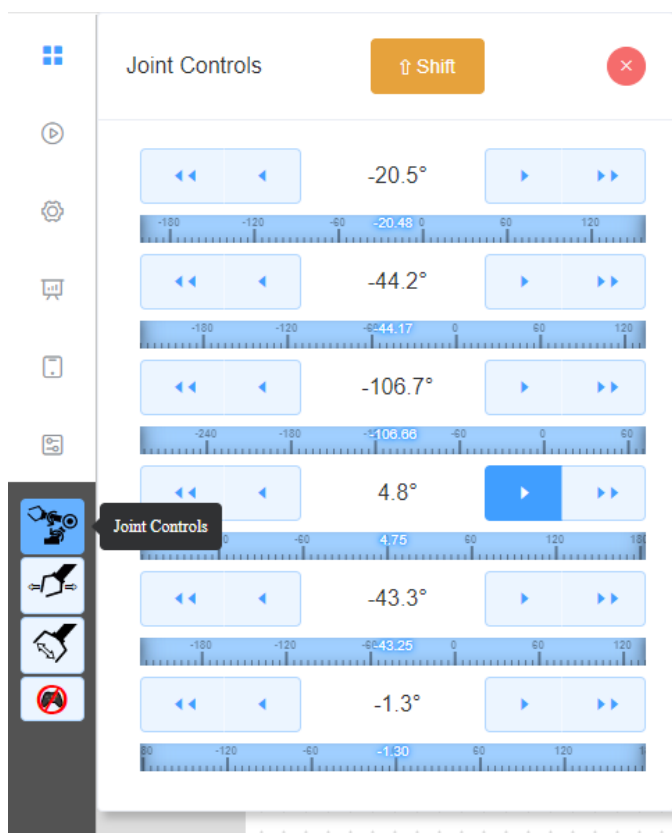 Joint Controls ⇧ Shift
-20.5°
-180 -120 -60 -20.48 0 60 120
-44.2°
-180 -120 -44.17 0 60 120
-106.7°
-240 -180 -106.66 -60 0 60
4.8°
Joint Controls
-60 4.75 60 120
-43.3°
-180 -120 -43.25 0 60 120
-1.3°
-120 -60 -1.30 60 120